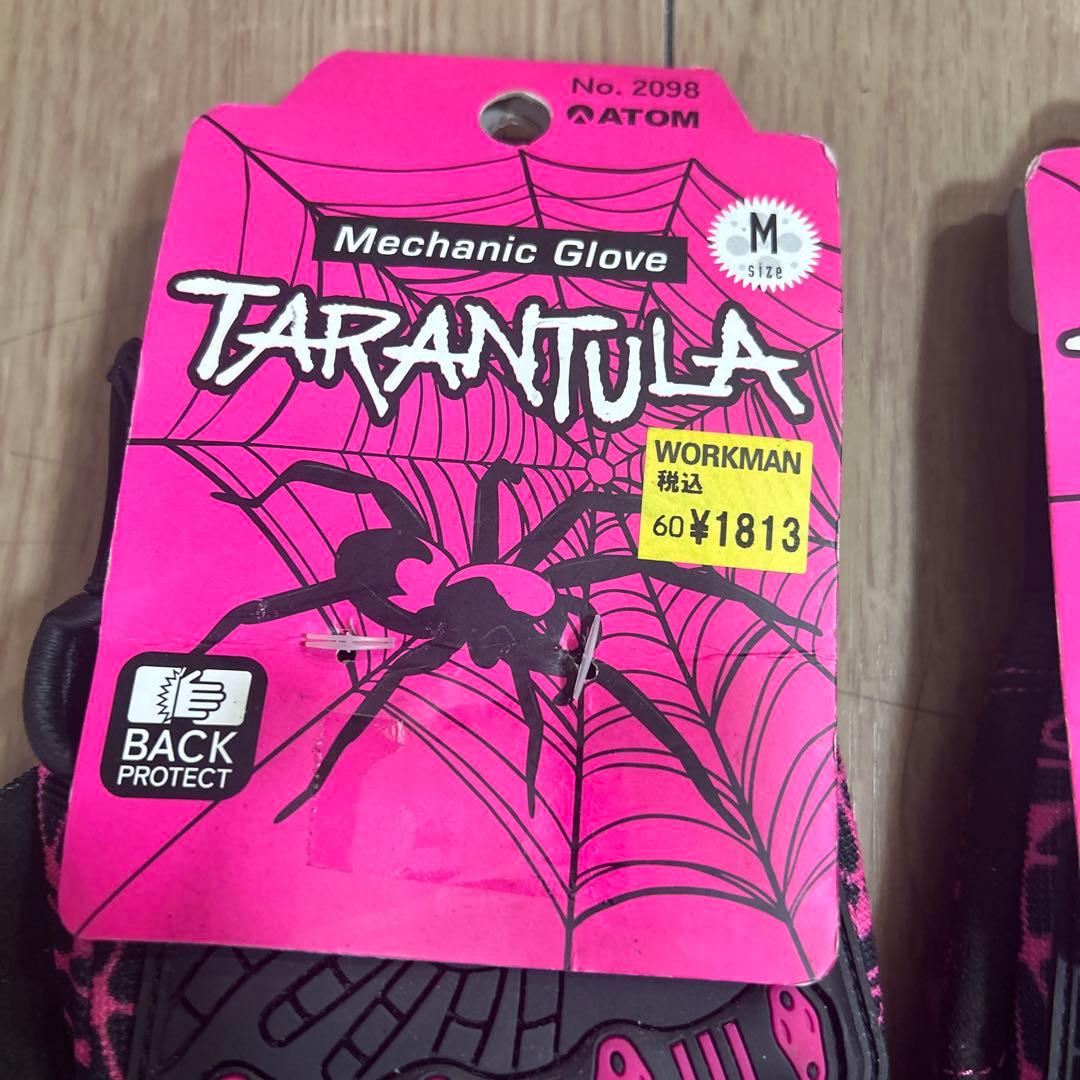 No. 2098
ATOM
Mechanic Glove
M
size
TARANTULA
WORKMAN
税込
60 ¥1813
BACK
PROTECT